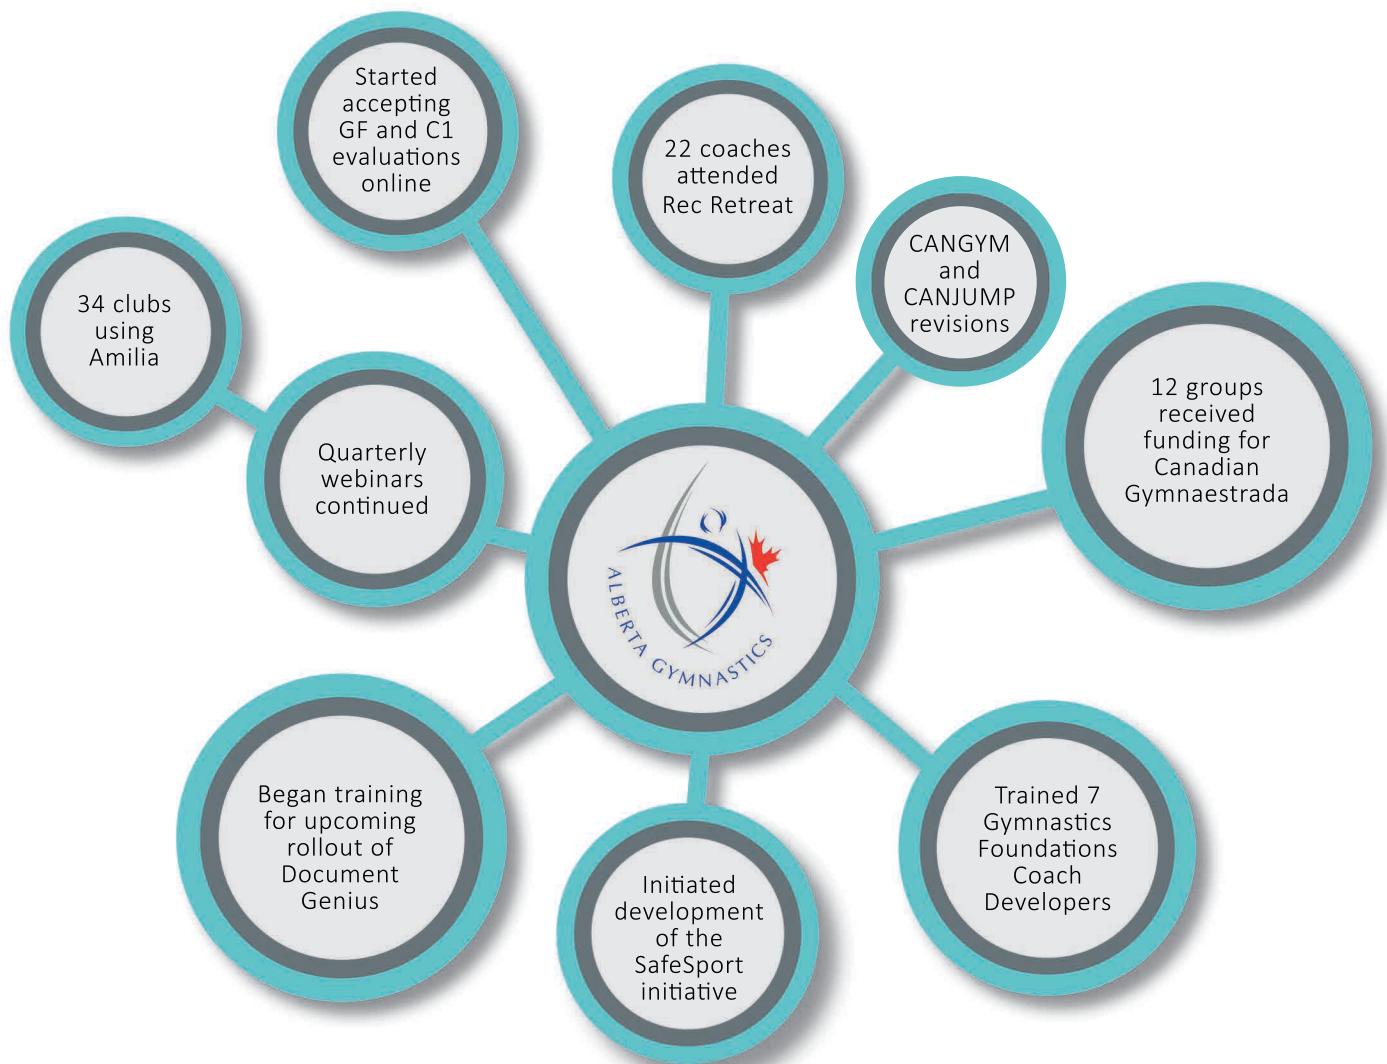 Started
accepting
GF and C1
evaluations
online
22 coaches
attended
Rec Retreat
CANGYM
and
CANJUMP
revisions
34 clubs
using
Amilia
Quarterly
webinars
continued
12 groups
received
funding for
Canadian
Gymnaestrada
ALBERTA GYMNASTICS
Began training
for upcoming
rollout of
Document
Genius
Initiated
development
of the
SafeSport
initiative
Trained 7
Gymnastics
Foundations
Coach
Developers